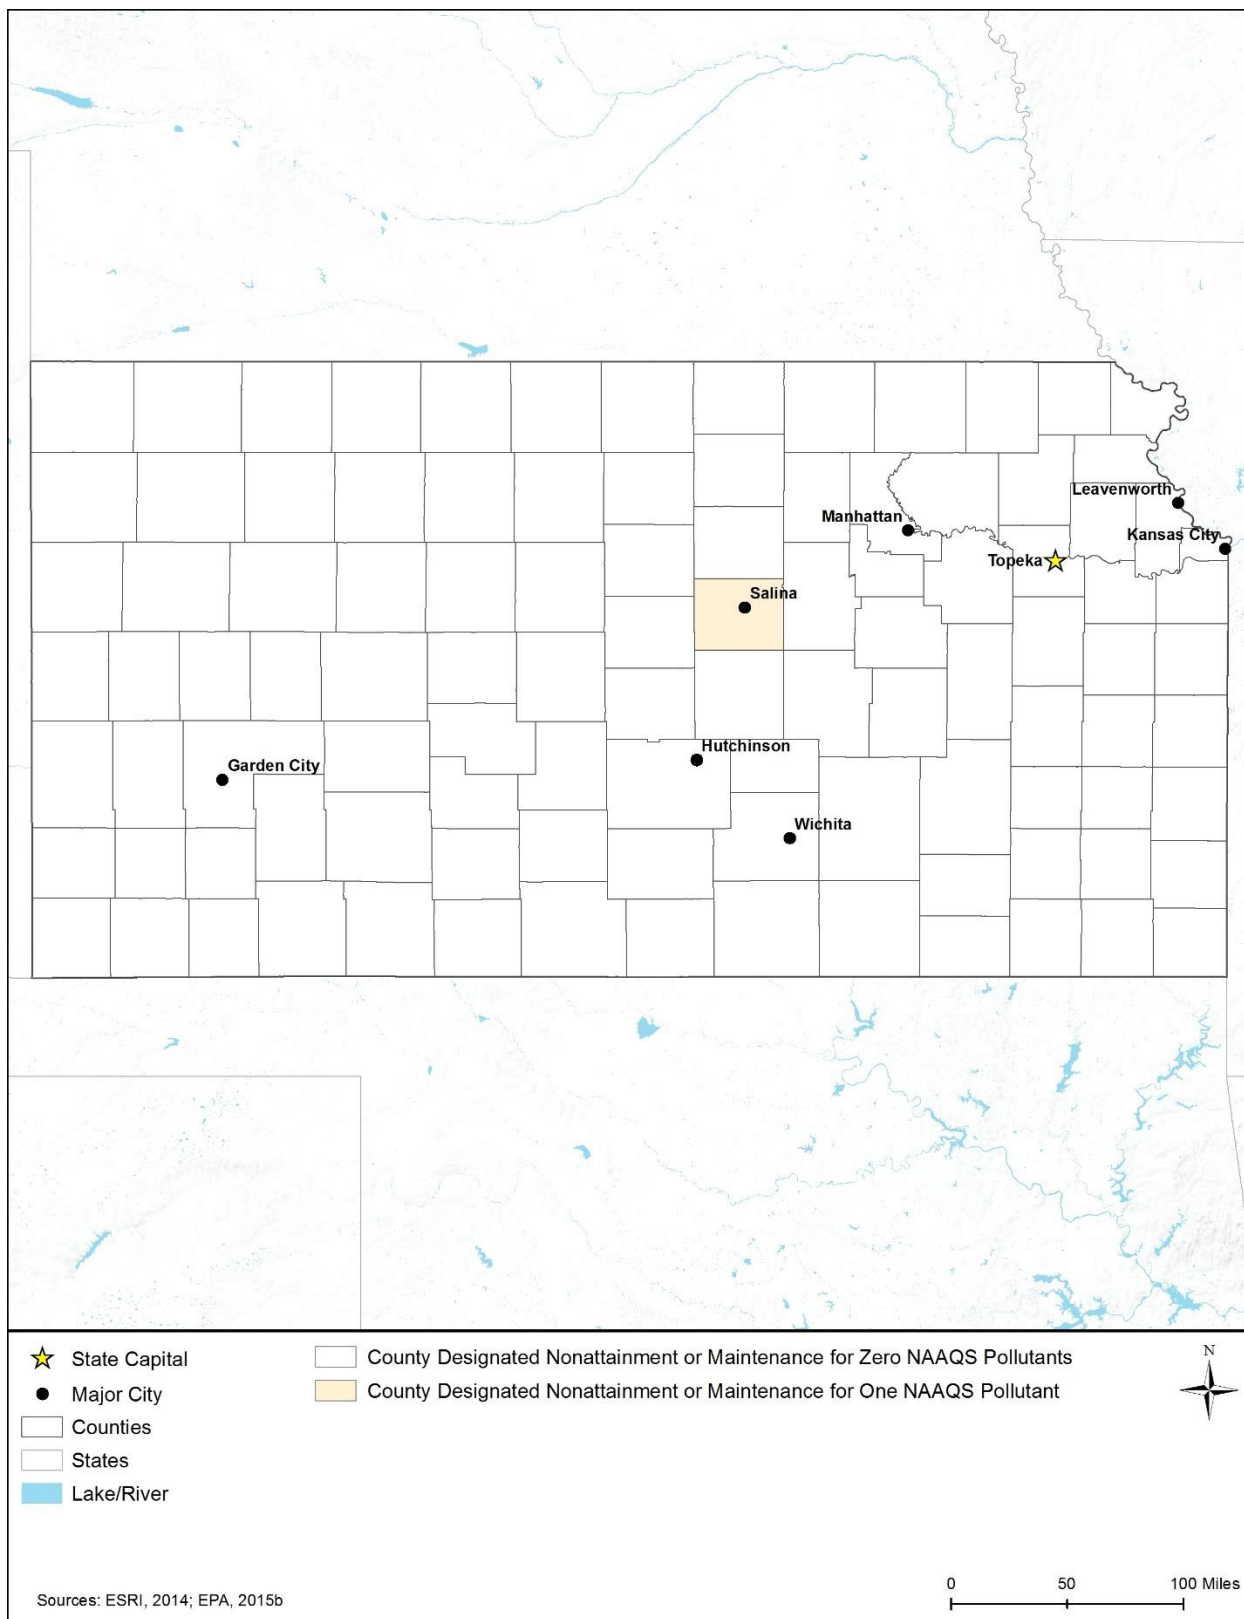 Leavenworth
Manhattan
Kansas City
Topeka
Salina
Hutchinson
Garden City
Wichita
State Capital
Major City
Counties
States
Lake/River
County Designated Nonattainment or Maintenance for Zero NAAQS Pollutants
County Designated Nonattainment or Maintenance for One NAAQS Pollutant
N
Sources: ESRI, 2014; EPA, 2015b
0 50 100 Miles